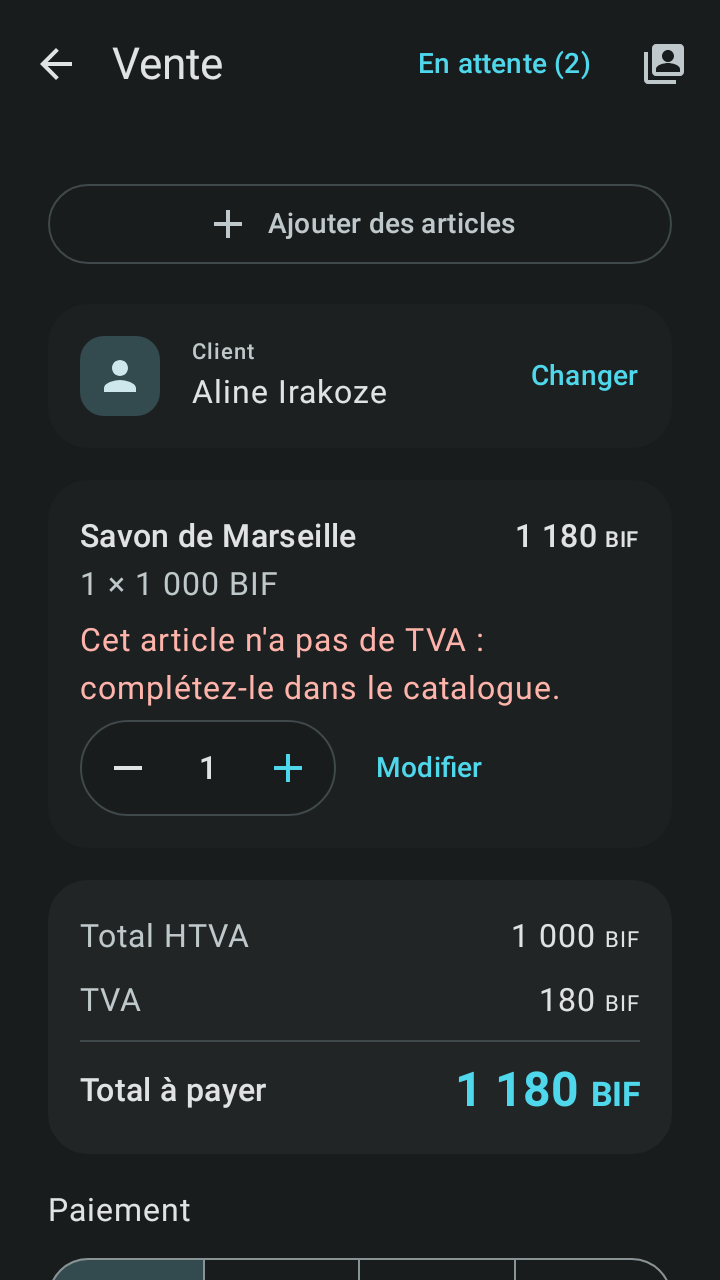 Vente
En attente (2)
Ajouter des articles
Client
Aline Irakoze
Changer
Savon de Marseille
1 180 BIF
1 × 1 000 BIF
Cet article n'a pas de TVA :
complétez-le dans le catalogue.
1
Modifier
Total HTVA
1 000 BIF
TVA
180 BIF
Total à payer
1 180 BIF
Paiement